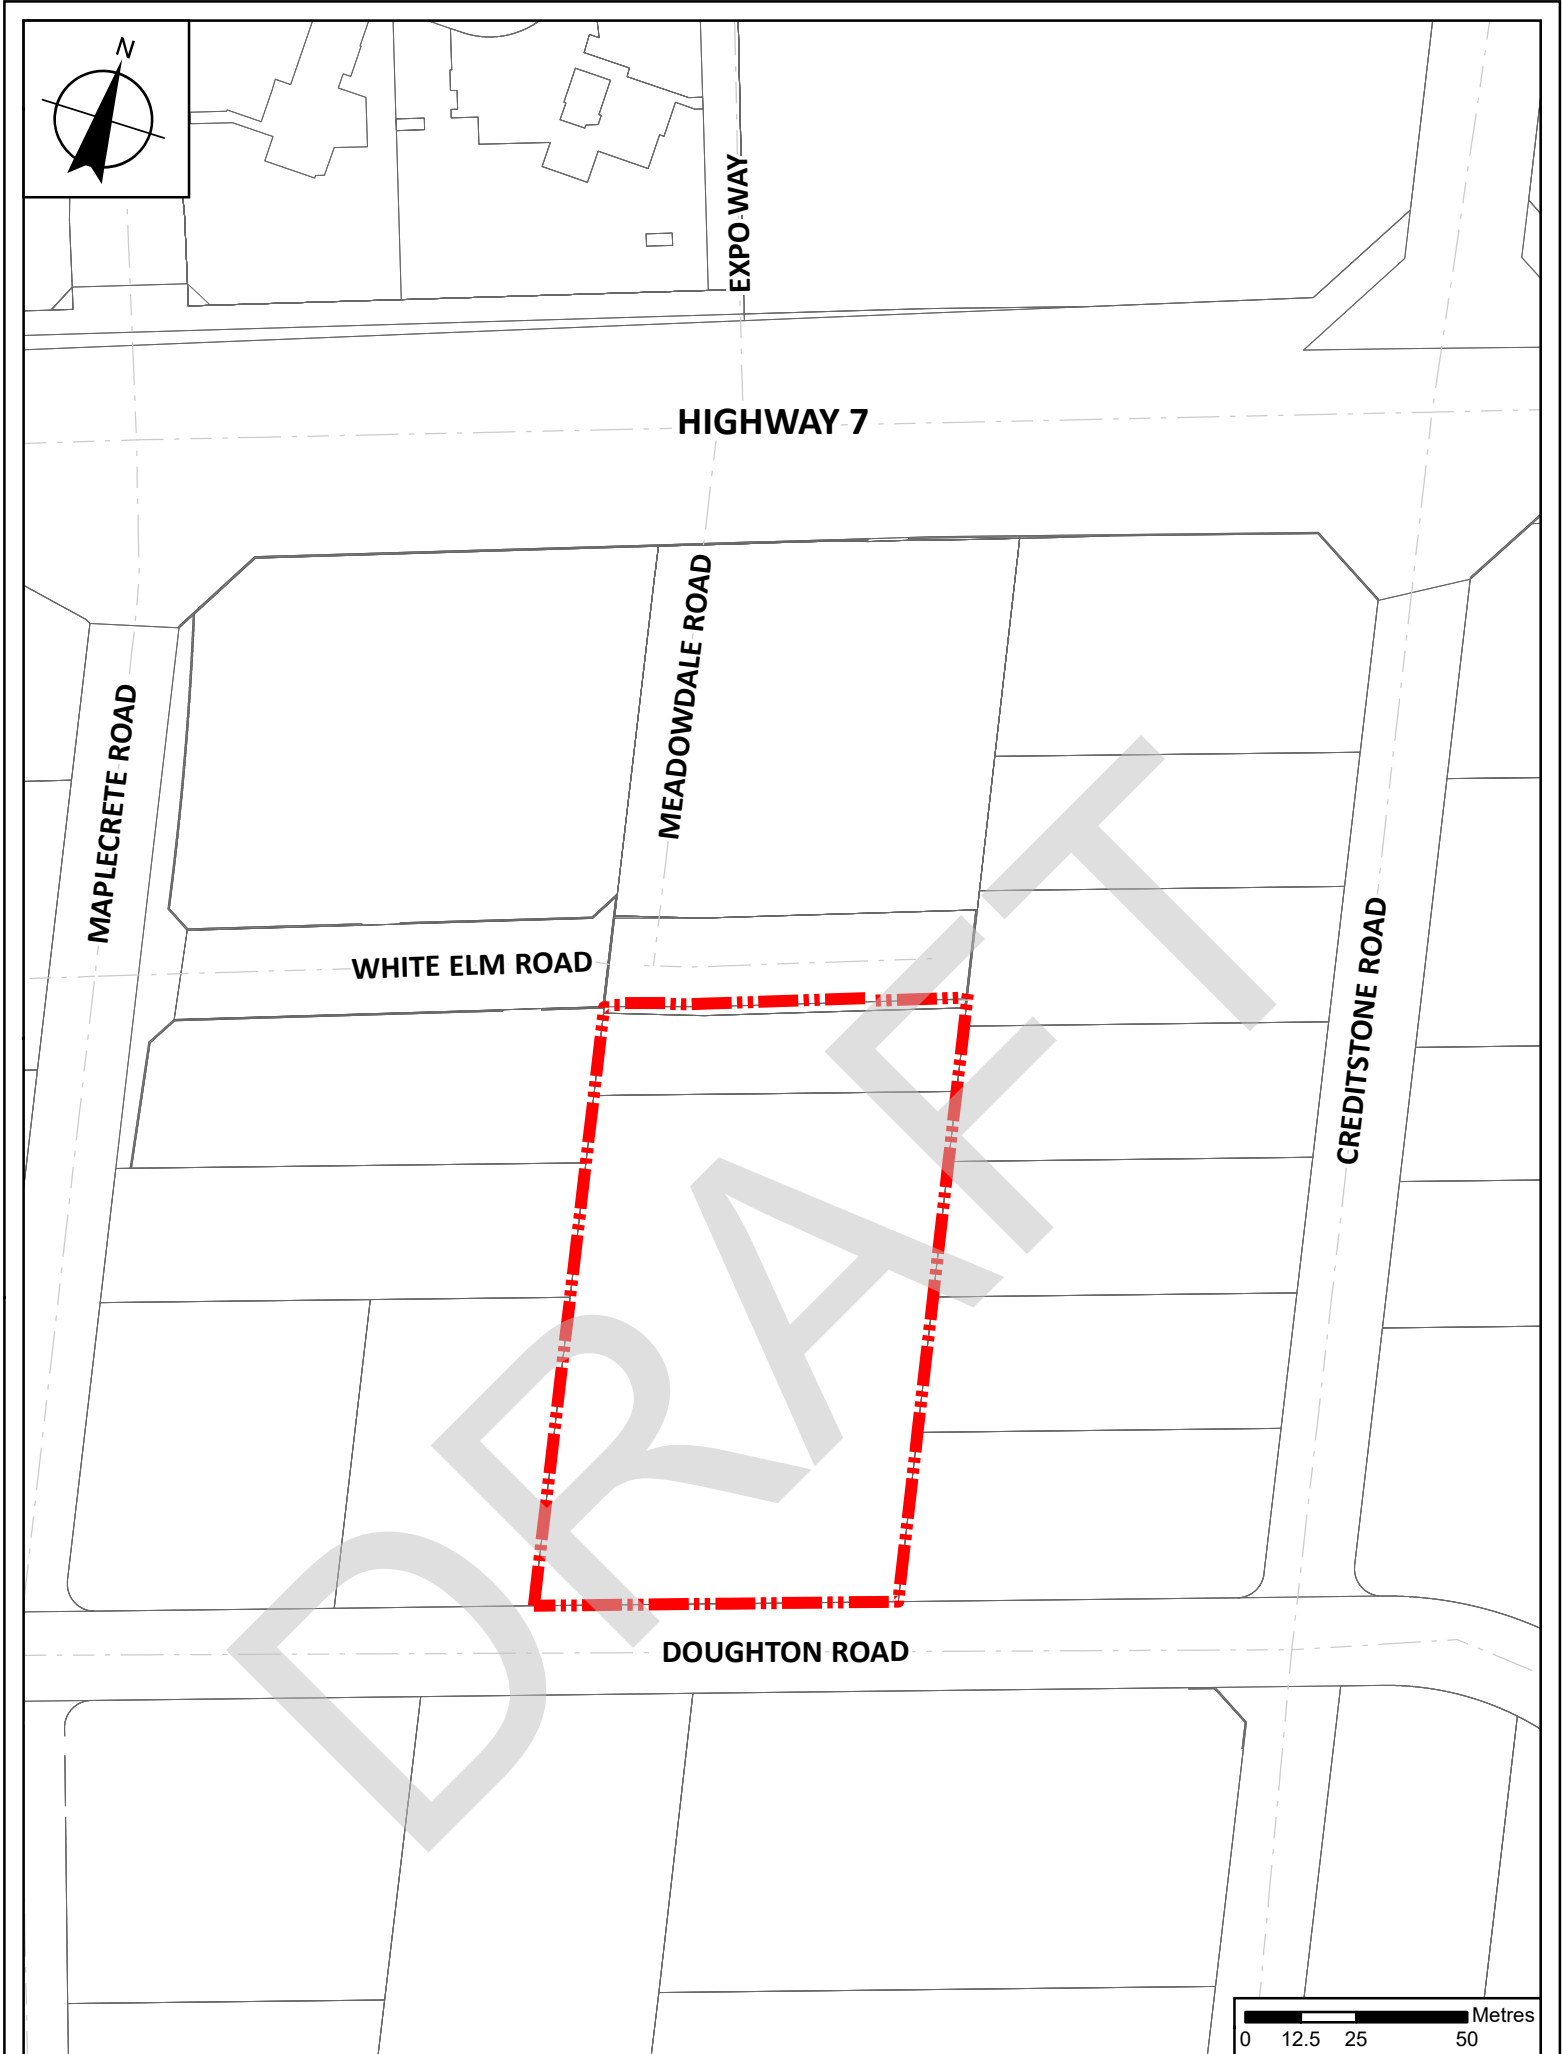 N
EXPO WAY
HIGHWAY 7
MEADOWDALE ROAD
MAPLECRETE ROAD
WHITE ELM ROAD
CREDITSTONE ROAD
DRAFT
DOUGHTON ROAD
Metres
0 12.5 25 50